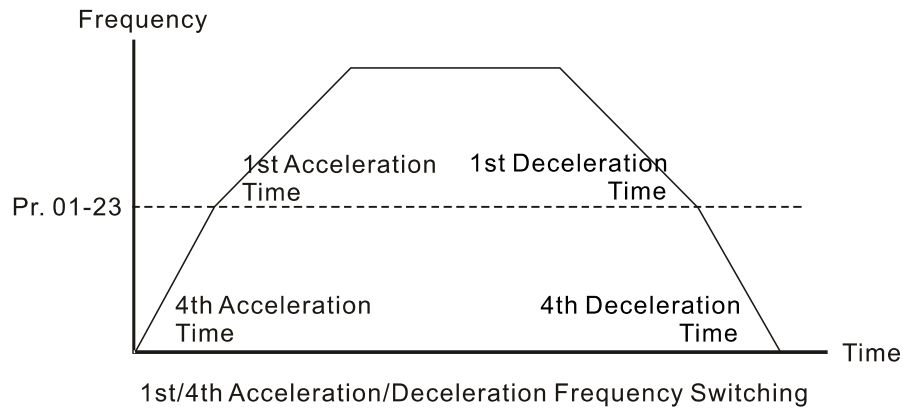 Frequency
1st Acceleration
Time
1st Deceleration
Time
Pr. 01-23
4th Acceleration
Time
4th Deceleration
Time
Time
1st/4th Acceleration/Deceleration Frequency Switching